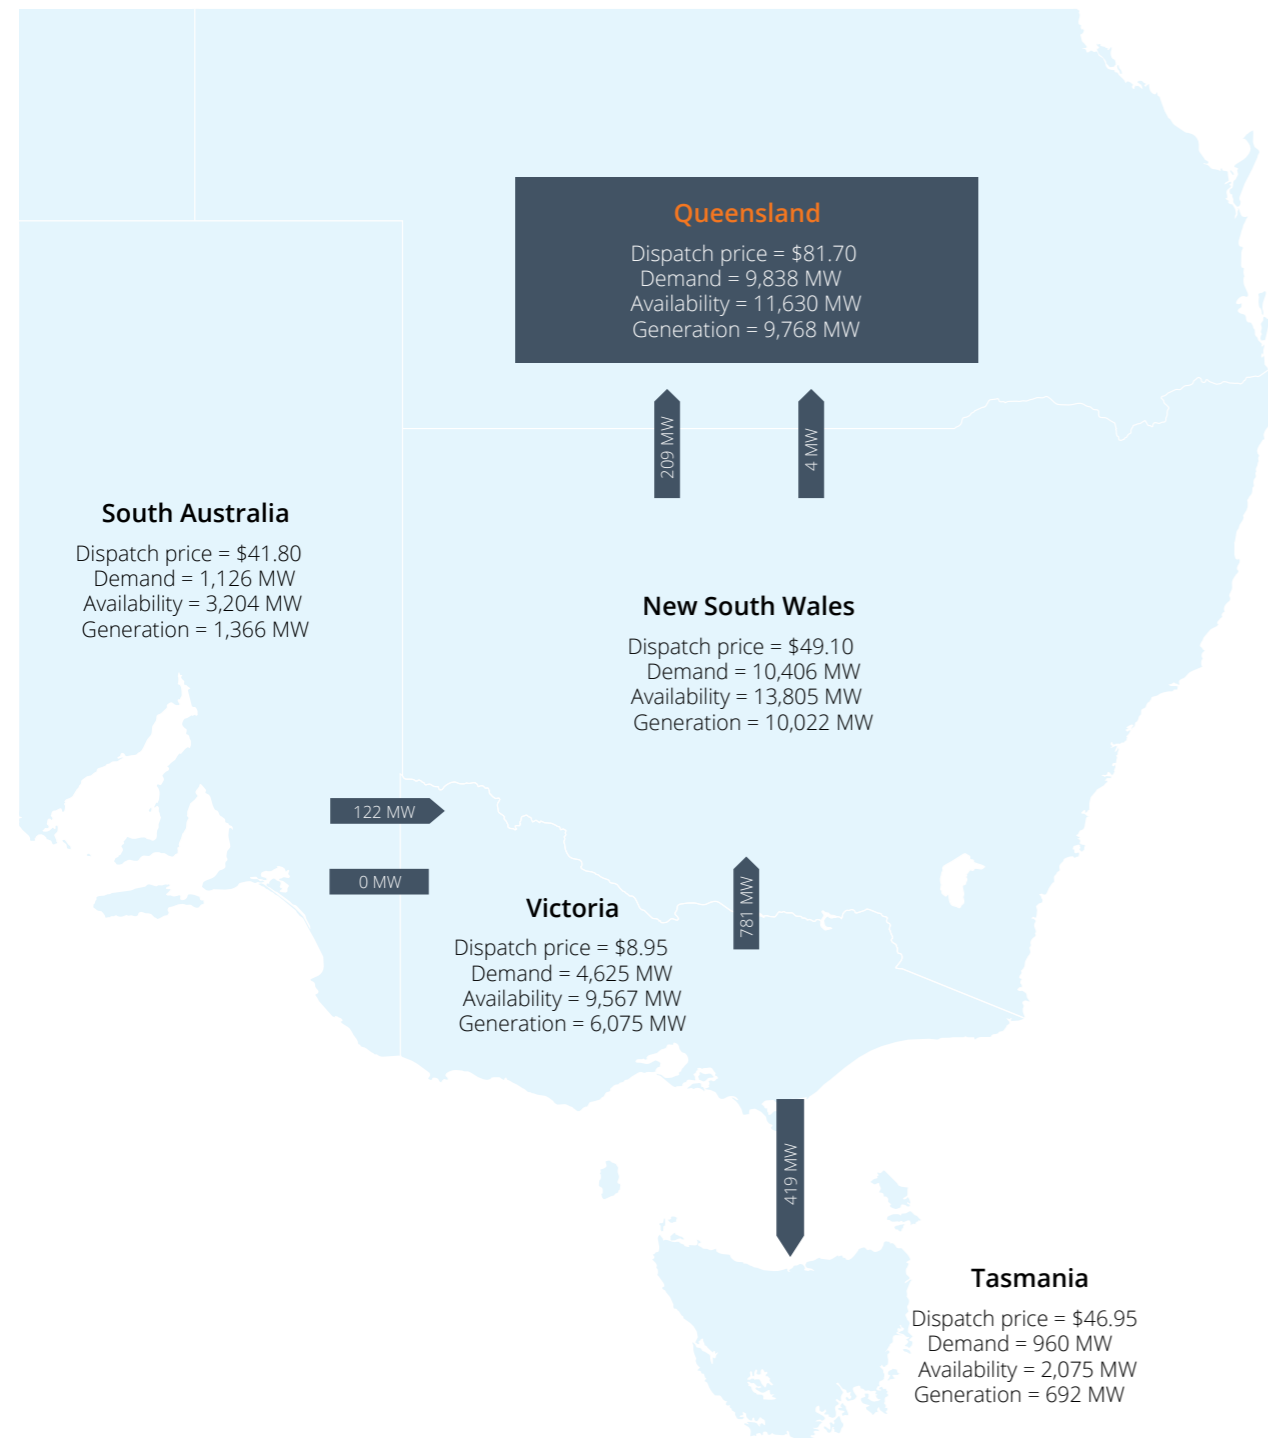 Queensland
Dispatch price = $81.70
Demand = 9,838 MW
Availability = 11,630 MW
Generation = 9,768 MW
209 MW
4 MW
South Australia
Dispatch price = $41.80
Demand = 1,126 MW
Availability = 3,204 MW
Generation = 1,366 MW
New South Wales
Dispatch price = $49.10
Demand = 10,406 MW
Availability = 13,805 MW
Generation = 10,022 MW
122 MW
0 MW
781 MW
Victoria
Dispatch price = $8.95
Demand = 4,625 MW
Availability = 9,567 MW
Generation = 6,075 MW
419 MW
Tasmania
Dispatch price = $46.95
Demand = 960 MW
Availability = 2,075 MW
Generation = 692 MW